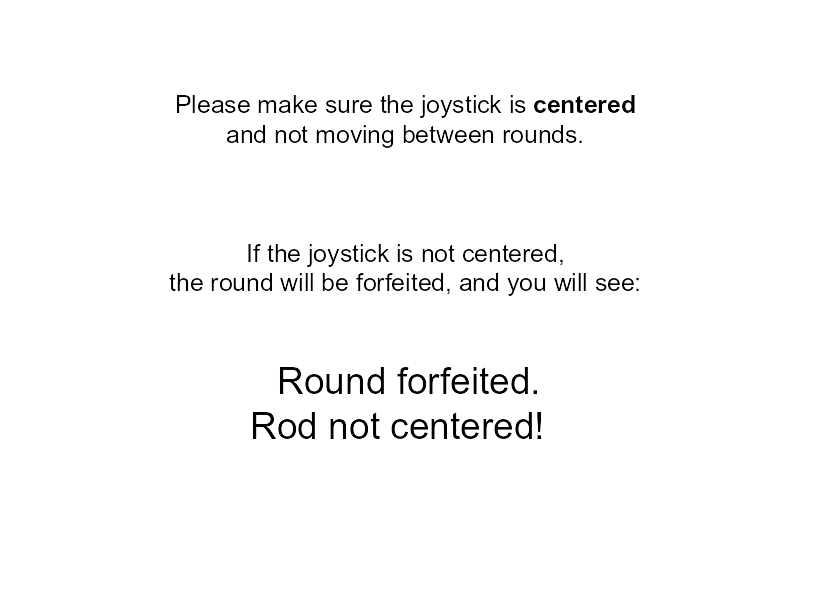 Please make sure the joystick is centered
and not moving between rounds.
If the joystick is not centered,
the round will be forfeited, and you will see:
Round forfeited.
Rod not centered!